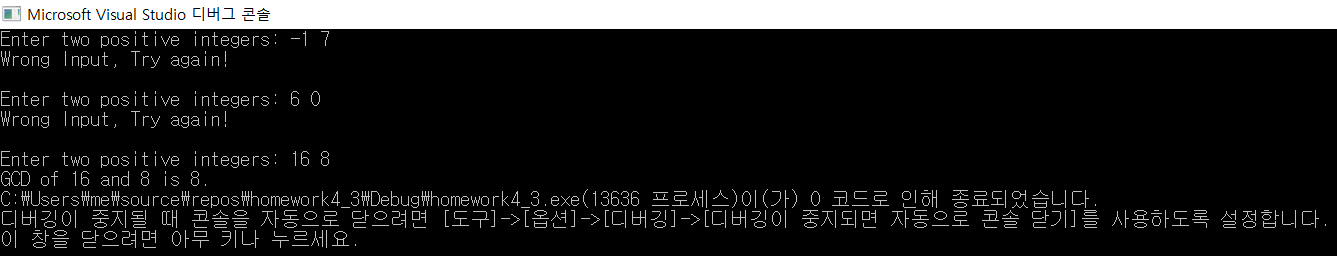 Microsoft Visual Studio 디버그 콘솔
Enter two positive integers: -1 7
Wrong Input, Try again!
Enter two positive integers: 6 0
Wrong Input, Try again!
Enter two positive integers: 16 8
GCD of 16 and 8 is 8.
C:₩Users₩me₩source₩repos₩homework4_3₩Debug₩homework4_3.exe(13636 프로세스)이(가) 0 코드로 인해 종료되었습니다.
디버깅이 중지될 때 콘솔을 자동으로 닫으려면 [도구]->[옵션]->[디버깅]->[디버깅이 중지되면 자동으로 콘솔 닫기]를 사용하도록 설정합니다.
이 창을 닫으려면 아무 키나 누르세요.